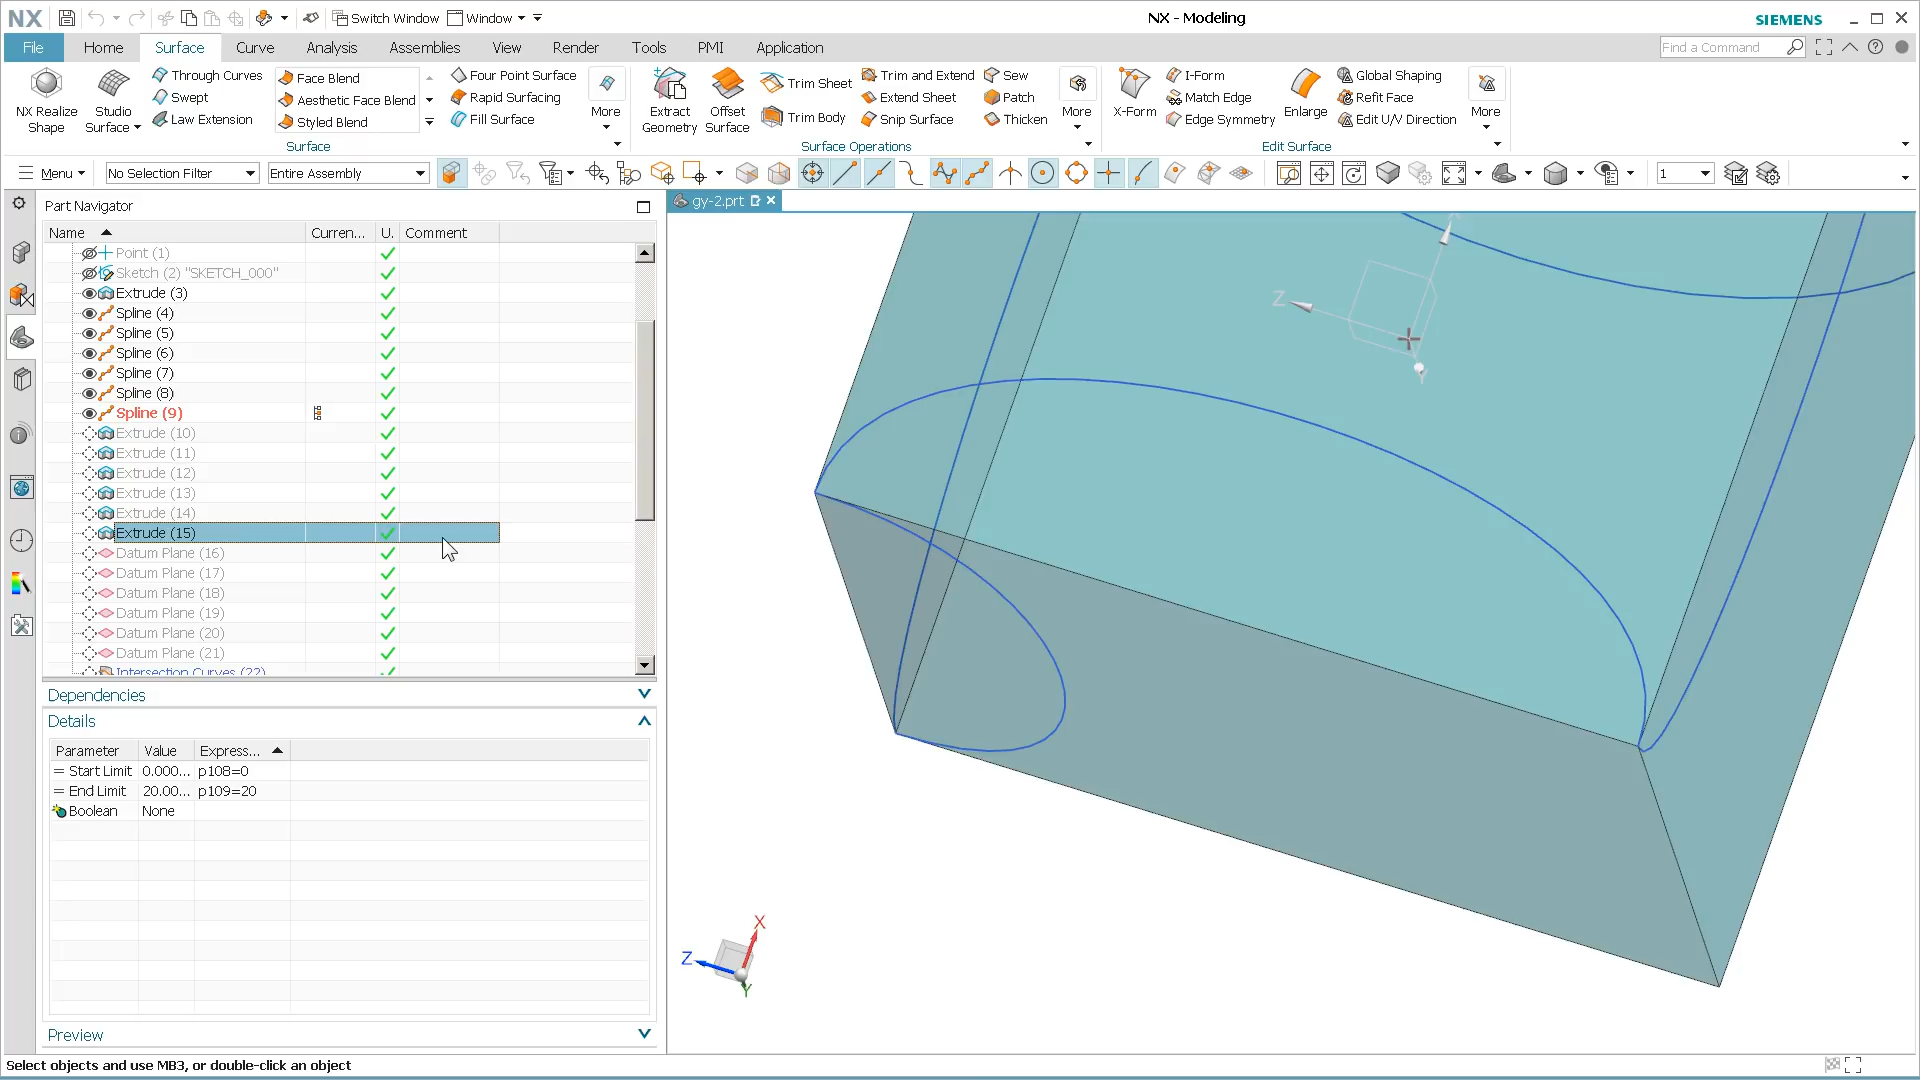 NX
Switch Window
Window
NX - Modeling
SIEMENS
File
Home
Surface
Curve
Analysis
Assemblies
View
Render
Tools
PMI
Application
Find a Command
NX Realize Shape
Studio Surface
Through Curves
Swept
Law Extension
Face Blend
Aesthetic Face Blend
Styled Blend
Four Point Surface
Rapid Surfacing
Fill Surface
More
Surface
Extract Geometry
Offset Surface
Trim Sheet
Trim Body
Trim and Extend
Extend Sheet
Snip Surface
Sew
Patch
Thicken
More
Surface Operations
X-Form
I-Form
Match Edge
Edge Symmetry
Enlarge
Global Shaping
Refit Face
Edit U/V Direction
More
Edit Surface
Menu
No Selection Filter
Entire Assembly
1
Part Navigator
gy-2.prt
Name
Curren...
U.
Comment
Point (1)
Sketch (2) "SKETCH_000"
Extrude (3)
Spline (4)
Spline (5)
Spline (6)
Spline (7)
Spline (8)
Spline (9)
Extrude (10)
Extrude (11)
Extrude (12)
Extrude (13)
Extrude (14)
Extrude (15)
Datum Plane (16)
Datum Plane (17)
Datum Plane (18)
Datum Plane (19)
Datum Plane (20)
Datum Plane (21)
Intersection Curves (22)
Dependencies
Details
Parameter Value Express...
= Start Limit 0.000... p108=0
= End Limit 20.00... p109=20
Boolean None
Preview
Z
Y
X
Z
Y
Select objects and use MB3, or double-click an object